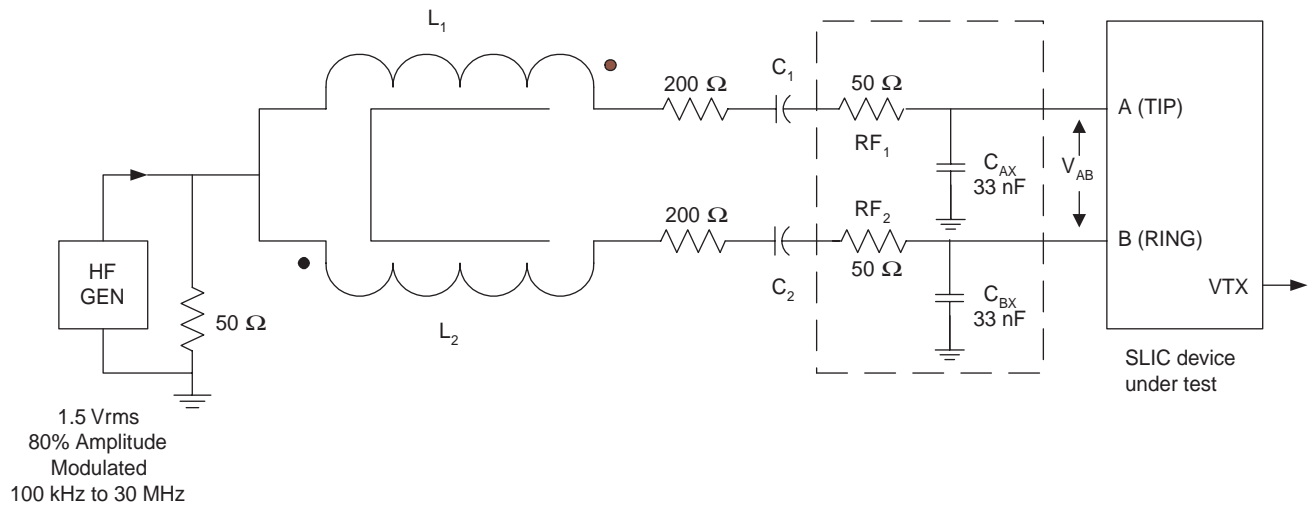 L1
200 Ω
C1
50 Ω
RF1
CAX
33 nF
A (TIP)
VAB
HF
GEN
50 Ω
L2
200 Ω
C2
RF2
50 Ω
CBX
33 nF
B (RING)
VTX
SLIC device
under test
1.5 Vrms
80% Amplitude
Modulated
100 kHz to 30 MHz